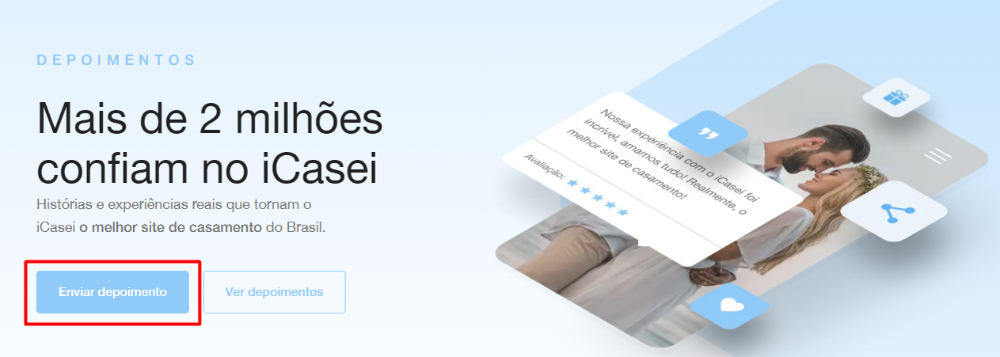 DEPOIMENTOS
Mais de 2 milhões
confiam no iCasei
Histórias e experiências reais que tornam o
iCasei o melhor site de casamento do Brasil.
Enviar depoimento
Ver depoimentos
Nossa experiência com o iCasei foi
incrível, amamos tudo! Realmente, o
melhor site de casamento!
Avaliação: